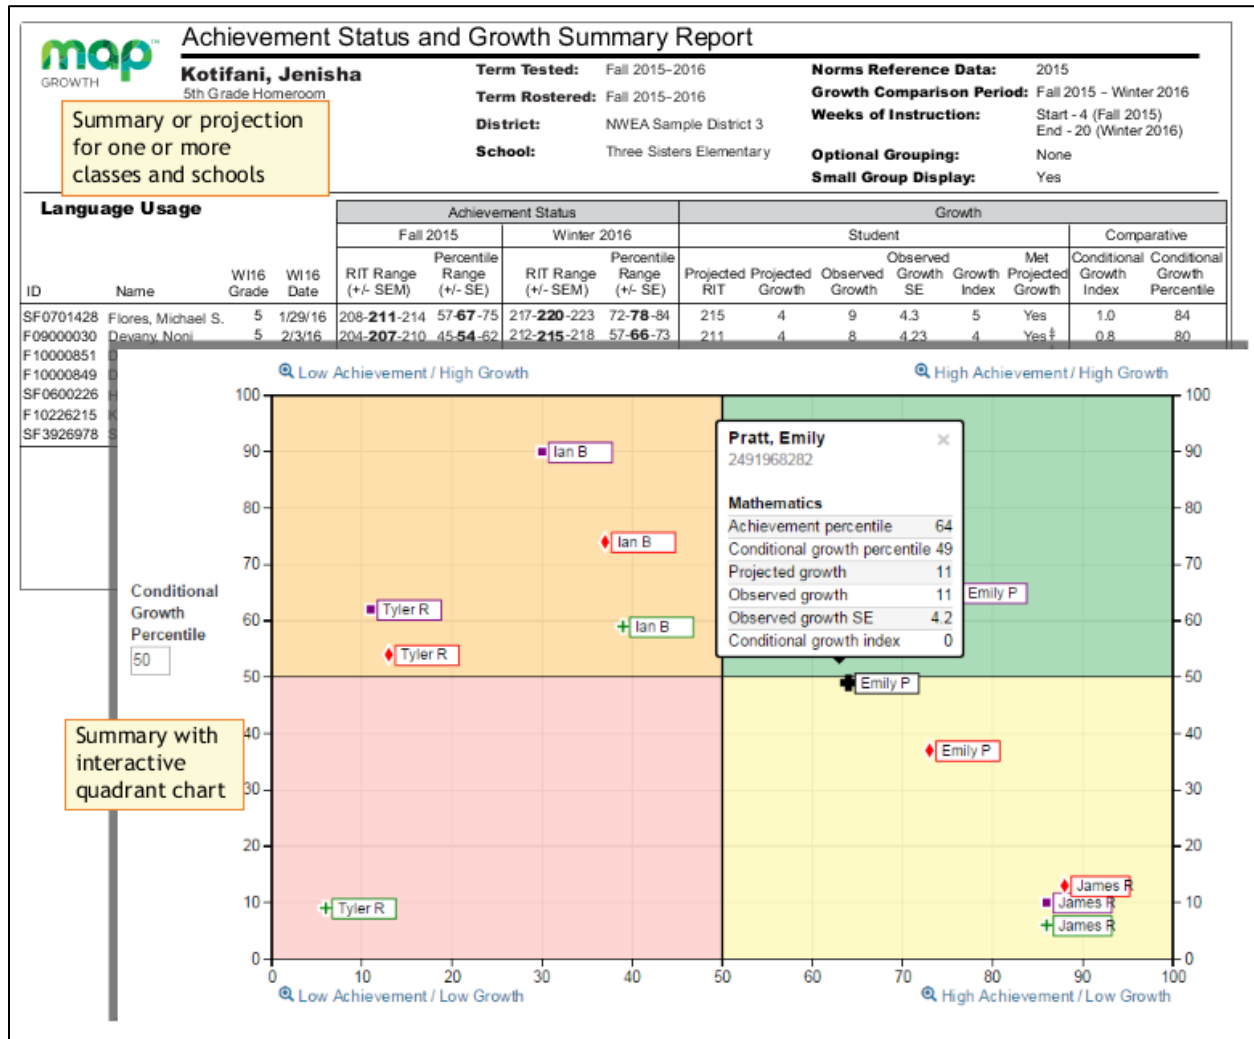 map™
GROWTH
Achievement Status and Growth Summary Report
Kotifani, Jenisha
5th Grade Homeroom
Term Tested: Fall 2015–2016
Term Rostered: Fall 2015–2016
District: NWEA Sample District 3
School: Three Sisters Elementary
Norms Reference Data: 2015
Growth Comparison Period: Fall 2015 – Winter 2016
Weeks of Instruction: Start - 4 (Fall 2015)
End - 20 (Winter 2016)
Optional Grouping: None
Small Group Display: Yes
Summary or projection
for one or more
classes and schools
Language Usage
Achievement Status Growth
Fall 2015 Winter 2016 Student Comparative
ID Name WI16 Grade WI16 Date RIT Range (+/- SEM) Percentile Range (+/- SE) RIT Range (+/- SEM) Percentile Range (+/- SE) Projected RIT Projected Growth Observed Growth Observed Growth SE Growth Index Met Projected Growth Conditional Growth Index Conditional Growth Percentile
SF0701428 Flores, Michael S. 5 1/29/16 208-211-214 57-67-75 217-220-223 72-78-84 215 4 9 4.3 5 Yes 1.0 84
F09000030 Devany, Noni 5 2/3/16 204-207-210 45-54-62 212-215-218 57-66-73 211 4 8 4.23 4 Yes‡ 0.8 80
F10000851
F10000849
SF0600226
F10226215
SF3926978
Low Achievement / High Growth
High Achievement / High Growth
100 100
90 90
80 80
70 70
60 60
50 50
40 40
30 30
20 20
10 10
0 0
Conditional
Growth
Percentile
50
Ian B
Ian B
Ian B
Tyler R
Tyler R
Pratt, Emily ×
2491968282
Mathematics
Achievement percentile 64
Conditional growth percentile 49
Projected growth 11
Observed growth 11
Observed growth SE 4.2
Conditional growth index 0
Emily P
Emily P
Emily P
Summary with
interactive
quadrant chart
Tyler R
James R
James R
James R
0 10 20 30 40 50 60 70 80 90 100
Low Achievement / Low Growth
High Achievement / Low Growth